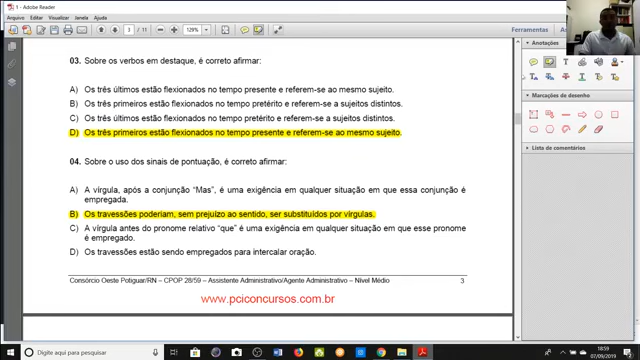 1 - Adobe Reader
Arquivo Editar Visualizar Janela Ajuda
3 / 11 129%
Ferramentas
Anotações
Marcações de desenho
Lista de comentários
03. Sobre os verbos em destaque, é correto afirmar:
A) Os três últimos estão flexionados no tempo presente e referem-se ao mesmo sujeito.
B) Os três primeiros estão flexionados no tempo pretérito e referem-se a sujeitos distintos.
C) Os três últimos estão flexionados no tempo pretérito e referem-se a sujeitos distintos.
D) Os três primeiros estão flexionados no tempo presente e referem-se ao mesmo sujeito.
04. Sobre o uso dos sinais de pontuação, é correto afirmar:
A) A vírgula, após a conjunção “Mas”, é uma exigência em qualquer situação em que essa conjunção é
empregada.
B) Os travessões poderiam, sem prejuízo ao sentido, ser substituídos por vírgulas.
C) A vírgula antes do pronome relativo “que” é uma exigência em qualquer situação em que esse pronome
é empregado.
D) Os travessões estão sendo empregados para intercalar oração.
Consórcio Oeste Potiguar/RN – CPOP 28/59 – Assistente Administrativo/Agente Administrativo – Nível Médio 3
www.pciconcursos.com.br
Digite aqui para pesquisar
18:59
07/09/2019